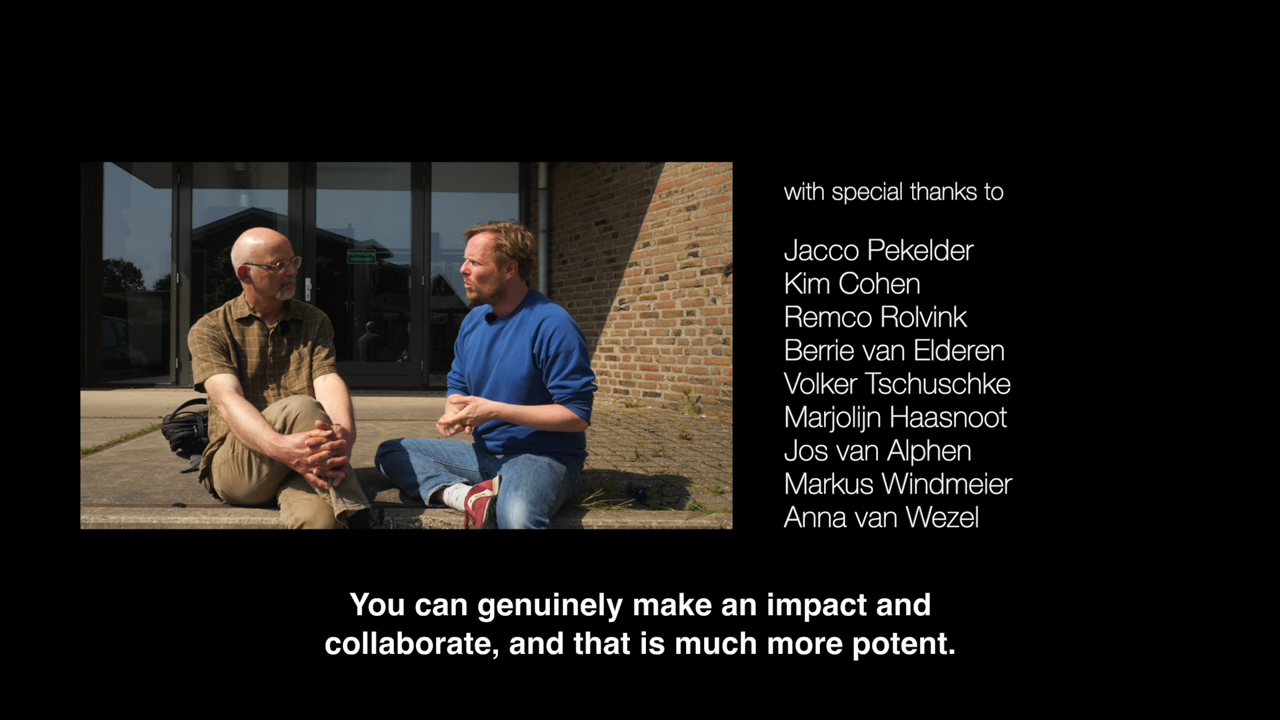 with special thanks to
Jacco Pekelder
Kim Cohen
Remco Rolvink
Berrie van Elderen
Volker Tschuschke
Marjolijn Haasnoot
Jos van Alphen
Markus Windmeier
Anna van Wezel
You can genuinely make an impact and
collaborate, and that is much more potent.